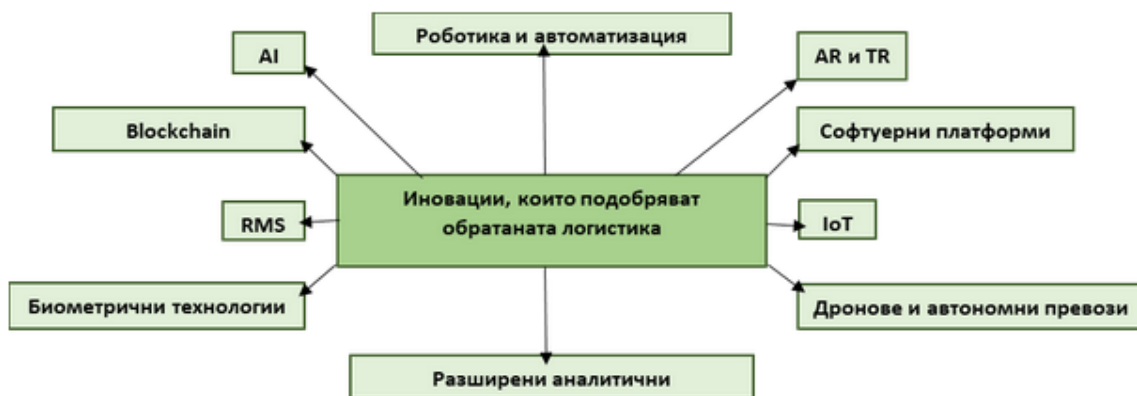 Роботика и автоматизация
AI
AR и TR
Blockchain
Софтуерни платформи
Иновации, които подобряват
обратаната логистика
RMS
IoT
Биометрични технологии
Дронове и автономни превози
Разширени аналитични